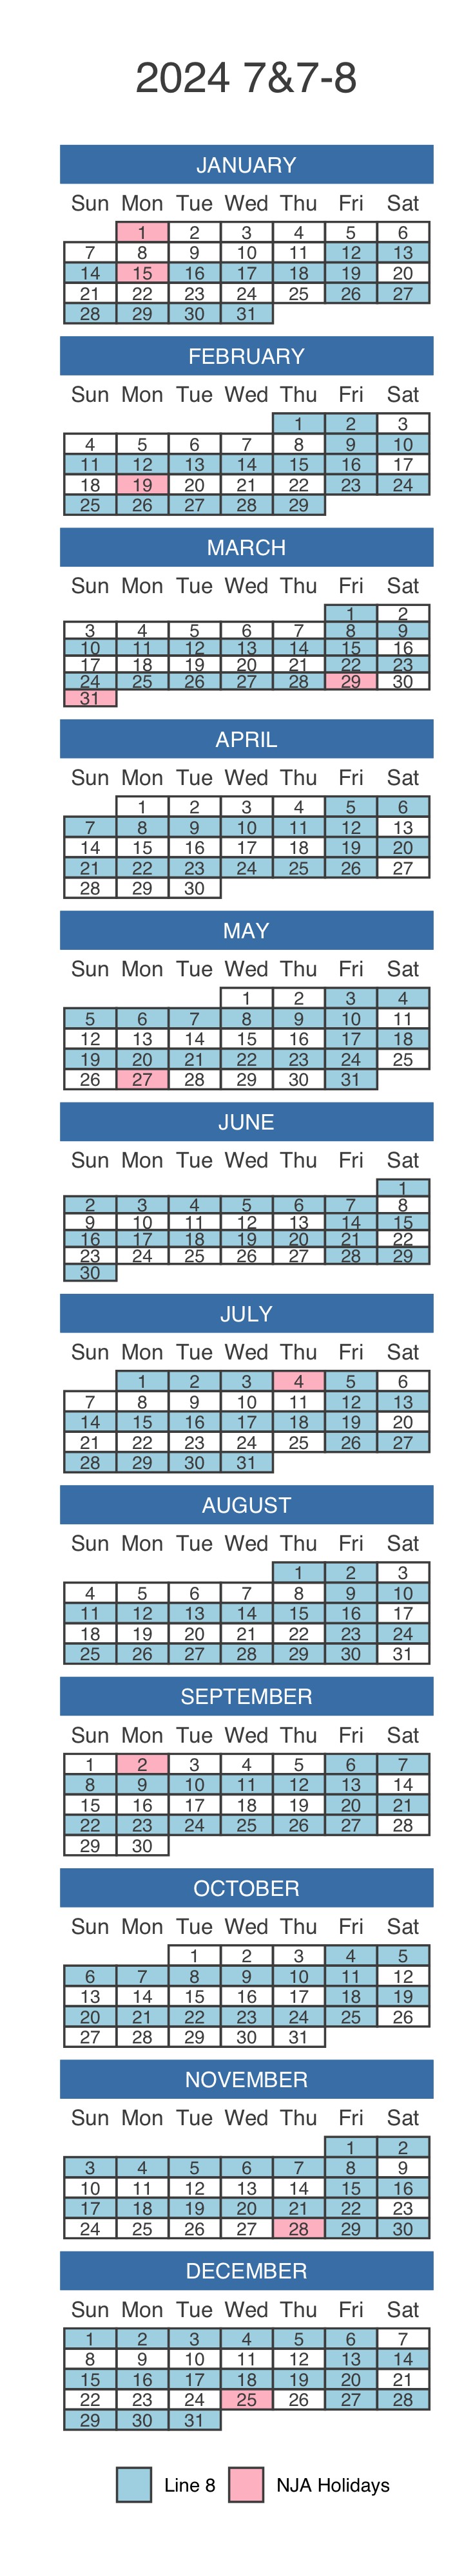 2024 7&7-8
JANUARY
Sun Mon Tue Wed Thu Fri Sat
1 2 3 4 5 6
7 8 9 10 11 12 13
14 15 16 17 18 19 20
21 22 23 24 25 26 27
28 29 30 31
FEBRUARY
Sun Mon Tue Wed Thu Fri Sat
1 2 3
4 5 6 7 8 9 10
11 12 13 14 15 16 17
18 19 20 21 22 23 24
25 26 27 28 29
MARCH
Sun Mon Tue Wed Thu Fri Sat
1 2
3 4 5 6 7 8 9
10 11 12 13 14 15 16
17 18 19 20 21 22 23
24 25 26 27 28 29 30
31
APRIL
Sun Mon Tue Wed Thu Fri Sat
1 2 3 4 5 6
7 8 9 10 11 12 13
14 15 16 17 18 19 20
21 22 23 24 25 26 27
28 29 30
MAY
Sun Mon Tue Wed Thu Fri Sat
1 2 3 4
5 6 7 8 9 10 11
12 13 14 15 16 17 18
19 20 21 22 23 24 25
26 27 28 29 30 31
JUNE
Sun Mon Tue Wed Thu Fri Sat
1
2 3 4 5 6 7 8
9 10 11 12 13 14 15
16 17 18 19 20 21 22
23 24 25 26 27 28 29
30
JULY
Sun Mon Tue Wed Thu Fri Sat
1 2 3 4 5 6
7 8 9 10 11 12 13
14 15 16 17 18 19 20
21 22 23 24 25 26 27
28 29 30 31
AUGUST
Sun Mon Tue Wed Thu Fri Sat
1 2 3
4 5 6 7 8 9 10
11 12 13 14 15 16 17
18 19 20 21 22 23 24
25 26 27 28 29 30 31
SEPTEMBER
Sun Mon Tue Wed Thu Fri Sat
1 2 3 4 5 6 7
8 9 10 11 12 13 14
15 16 17 18 19 20 21
22 23 24 25 26 27 28
29 30
OCTOBER
Sun Mon Tue Wed Thu Fri Sat
1 2 3 4 5
6 7 8 9 10 11 12
13 14 15 16 17 18 19
20 21 22 23 24 25 26
27 28 29 30 31
NOVEMBER
Sun Mon Tue Wed Thu Fri Sat
1 2
3 4 5 6 7 8 9
10 11 12 13 14 15 16
17 18 19 20 21 22 23
24 25 26 27 28 29 30
DECEMBER
Sun Mon Tue Wed Thu Fri Sat
1 2 3 4 5 6 7
8 9 10 11 12 13 14
15 16 17 18 19 20 21
22 23 24 25 26 27 28
29 30 31
Line 8 NJA Holidays